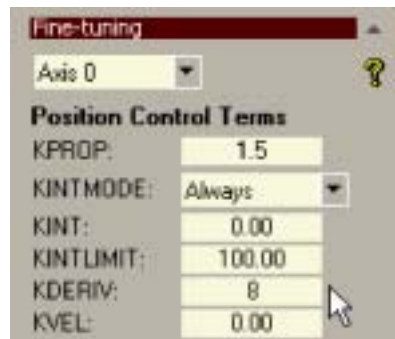 Fine-tuning
Axis 0
Position Control Terms
KPROP: 1.5
KINTMODE: Always
KINT: 0.00
KINTLIMIT: 100.00
KDERIV: 8
KVEL: 0.00